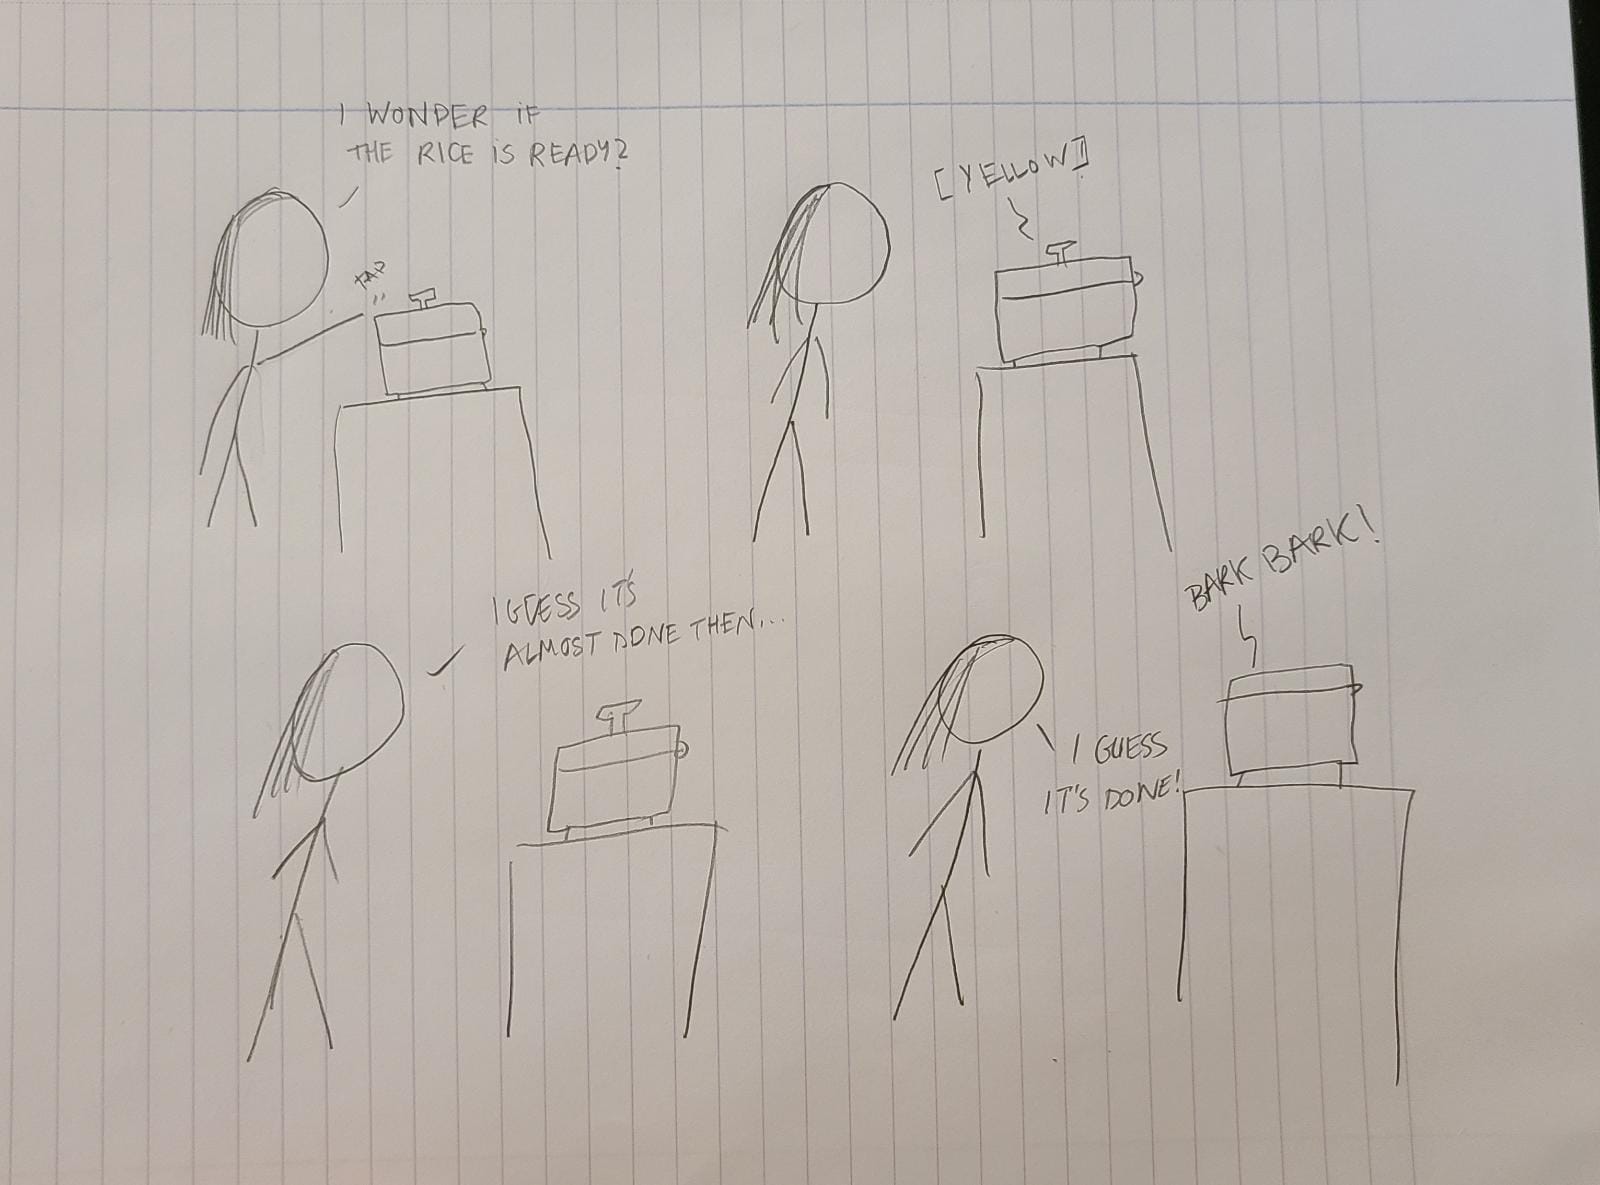 I WONDER IF
THE RICE IS READY?
TAP
[YELLOW]
I GUESS IT'S
ALMOST DONE THEN...
BARK BARK!
I GUESS
IT'S DONE!